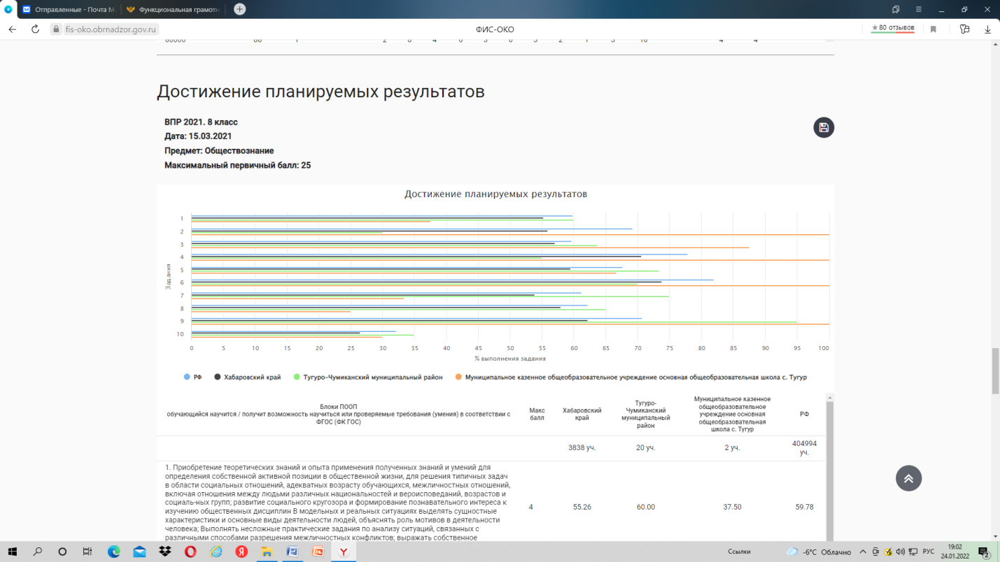 Отправленные - Почта М
Функциональная грамотн
fis-oko.obrnadzor.gov.ru
ФИС-ОКО
★ 80 отзывов
Достижение планируемых результатов
ВПР 2021. 8 класс
Дата: 15.03.2021
Предмет: Обществознание
Максимальный первичный балл: 25
Достижение планируемых результатов
Задания
1
2
3
4
5
6
7
8
9
10
0 5 10 15 20 25 30 35 40 45 50 55 60 65 70 75 80 85 90 95 100
% выполнения задания
РФ Хабаровский край Тугуро-Чумиканский муниципальный район Муниципальное казенное общеобразовательное учреждение основная общеобразовательная школа с. Тугур
Блоки ПООП
обучающийся научится / получит возможность научиться или проверяемые требования (умения) в соответствии с
ФГОС (ФК ГОС)
Макс
балл
Хабаровский
край
Тугуро-
Чумиканский
муниципальный
район
Муниципальное казенное
общеобразовательное
учреждение основная
общеобразовательная
школа с. Тугур
РФ
3838 уч.
20 уч.
2 уч.
404994
уч.
1. Приобретение теоретических знаний и опыта применения полученных знаний и умений для
определения собственной активной позиции в общественной жизни, для решения типичных задач
в области социальных отношений, адекватных возрасту обучающихся, межличностных отношений,
включая отношения между людьми различных национальностей и вероисповеданий, возрастов и
социаль-ных групп; развитие социального кругозора и формирование познавательного интереса к
изучению общественных дисциплин В модельных и реальных ситуациях выделять сущностные
характеристики и основные виды деятельности людей, объяснять роль мотивов в деятельности
человека; Выполнять несложные практические задания по анализу ситуаций, связанных с
различными способами разрешения межличностных конфликтов; выражать собственное
4 55.26 60.00 37.50 59.78
Ссылки
-6°C Облачно
РУС
19:02
24.01.2022
2